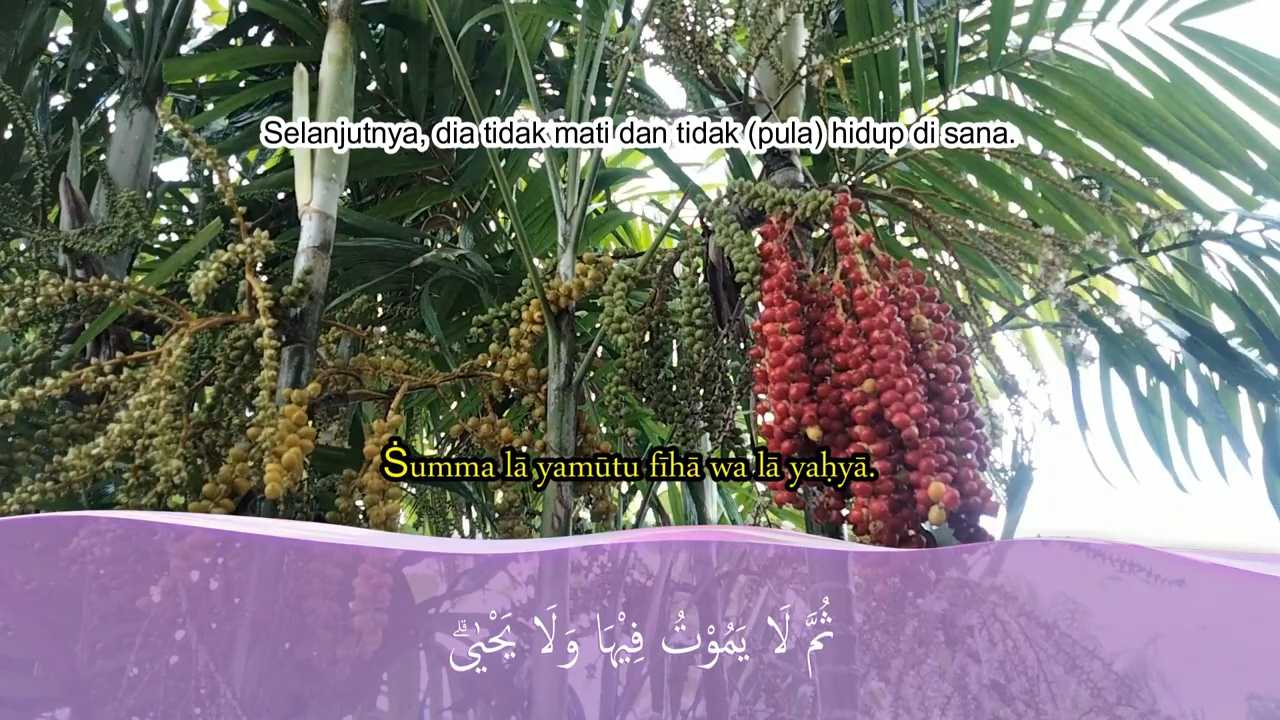 Selanjutnya, dia tidak mati dan tidak (pula) hidup di sana.
Ṡumma lā yamūtu fīhā wa lā yaḥyā.
ثُمَّ لَا يَمُوْتُ فِيْهَا وَلَا يَحْيٰىۗ